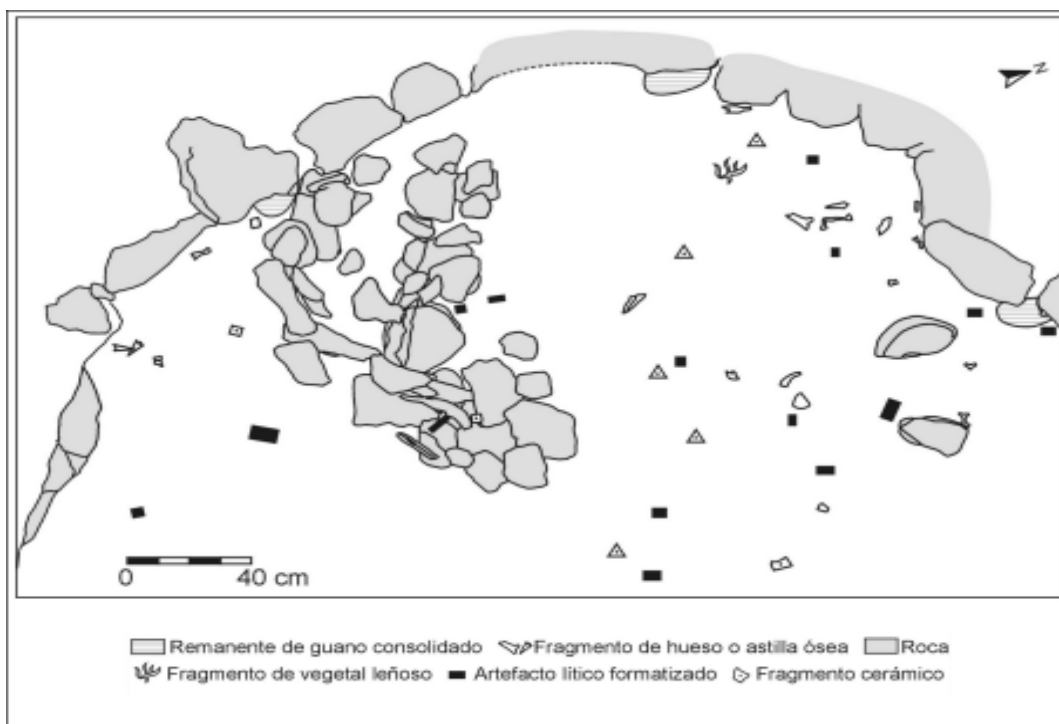 N
0 40 cm
Remanente de guano consolidado Fragmento de hueso o astilla ósea Roca
Fragmento de vegetal leñoso Artefacto lítico formatizado Fragmento cerámico